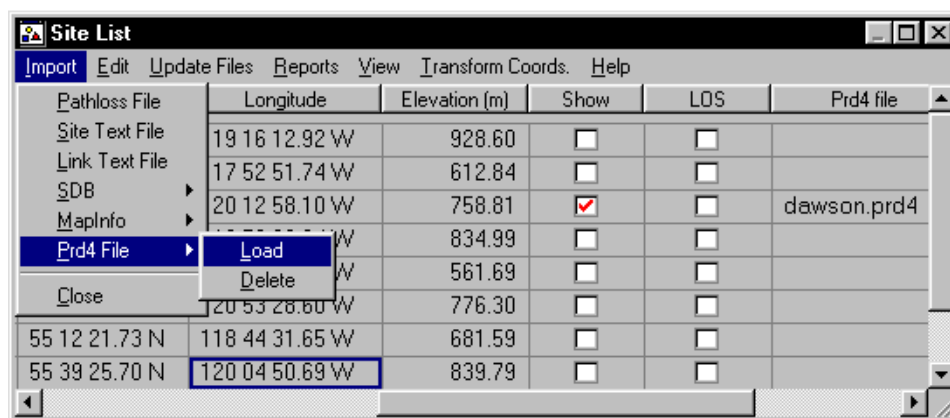 Site List
Import Edit Update Files Reports View Transform Coords. Help
Pathloss File
Site Text File
Link Text File
SDB
MapInfo
Prd4 File
Close
Load
Delete
Longitude Elevation (m) Show LOS Prd4 file
19 16 12.92 W 928.60
17 52 51.74 W 612.84
20 12 58.10 W 758.81 dawson.prd4
W 834.99
W 561.69
20 53 28.60 W 776.30
55 12 21.73 N 118 44 31.65 W 681.59
55 39 25.70 N 120 04 50.69 W 839.79